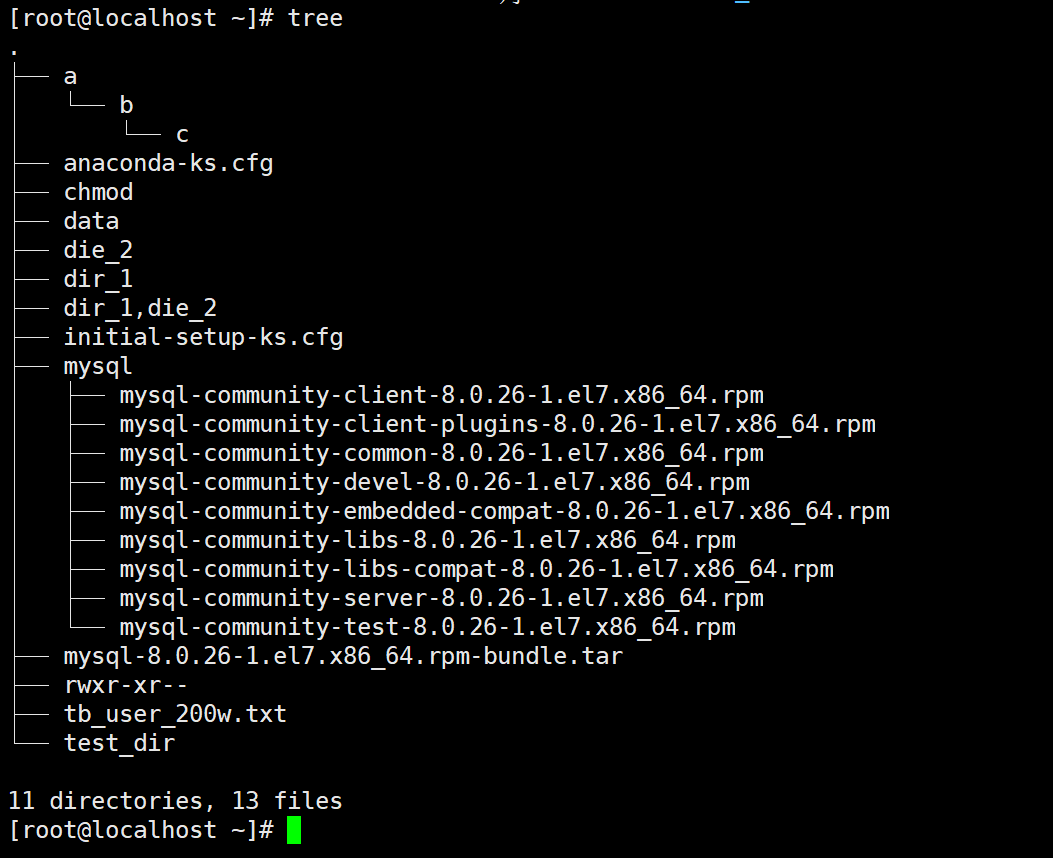 [root@localhost ~]# tree
.
├── a
│   └── b
│       └── c
├── anaconda-ks.cfg
├── chmod
├── data
├── die_2
├── dir_1
├── dir_1,die_2
├── initial-setup-ks.cfg
├── mysql
│   ├── mysql-community-client-8.0.26-1.el7.x86_64.rpm
│   ├── mysql-community-client-plugins-8.0.26-1.el7.x86_64.rpm
│   ├── mysql-community-common-8.0.26-1.el7.x86_64.rpm
│   ├── mysql-community-devel-8.0.26-1.el7.x86_64.rpm
│   ├── mysql-community-embedded-compat-8.0.26-1.el7.x86_64.rpm
│   ├── mysql-community-libs-8.0.26-1.el7.x86_64.rpm
│   ├── mysql-community-libs-compat-8.0.26-1.el7.x86_64.rpm
│   ├── mysql-community-server-8.0.26-1.el7.x86_64.rpm
│   └── mysql-community-test-8.0.26-1.el7.x86_64.rpm
├── mysql-8.0.26-1.el7.x86_64.rpm-bundle.tar
├── rwxr-xr--
├── tb_user_200w.txt
└── test_dir

11 directories, 13 files
[root@localhost ~]#